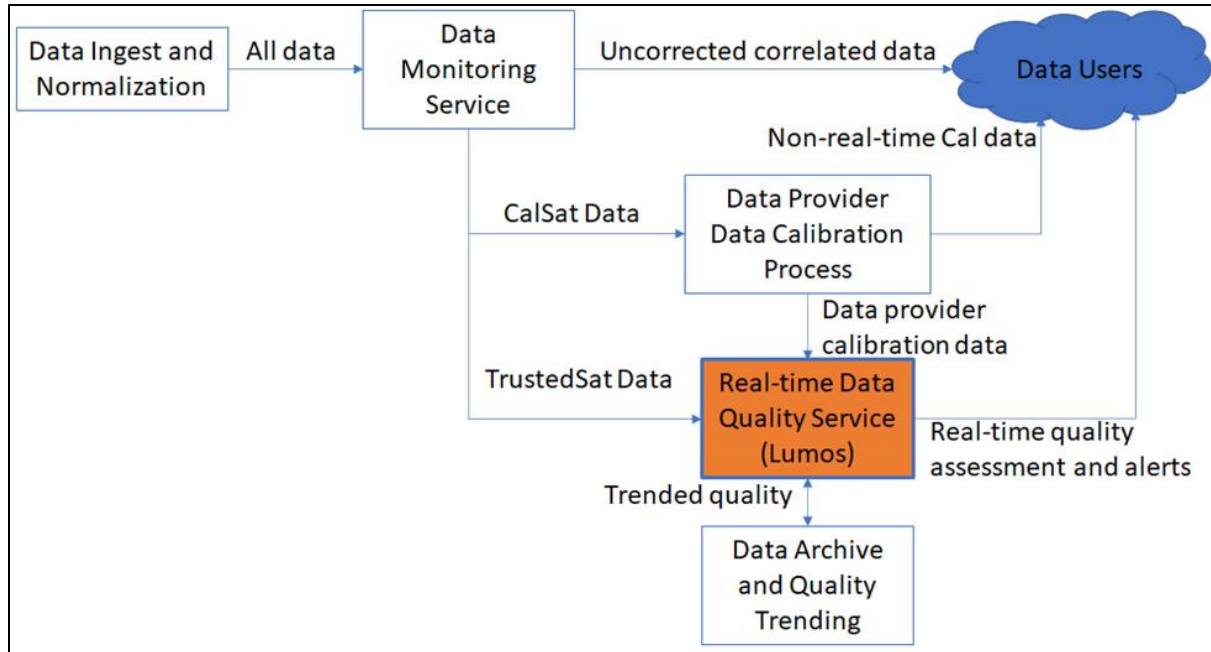 Data Ingest and
Normalization
All data
Data
Monitoring
Service
Uncorrected correlated data
Data Users
Non-real-time Cal data
CalSat Data
Data Provider
Data Calibration
Process
Data provider
calibration data
TrustedSat Data
Real-time Data
Quality Service
(Lumos)
Real-time quality
assessment and alerts
Trended quality
Data Archive
and Quality
Trending